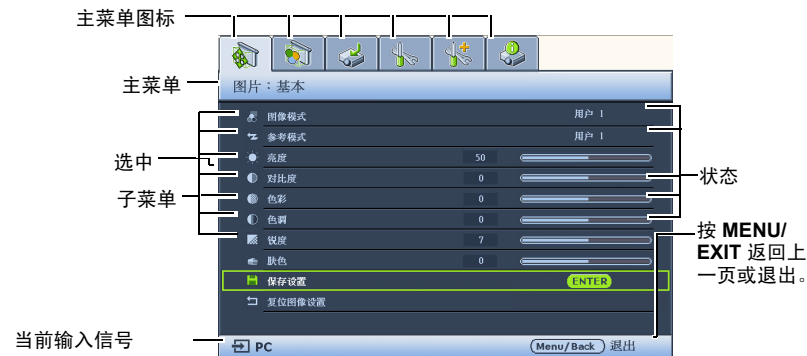 主菜单图标
主菜单
图片：基本
图像模式 用户 1
参考模式 用户 1
选中
亮度 50
对比度 0
状态
子菜单
色彩 0
色调 0
锐度 7
肤色 0
按 MENU/
EXIT 返回上
一页或退出。
保存设置 ENTER
复位图像设置
当前输入信号
PC Menu/Back 退出